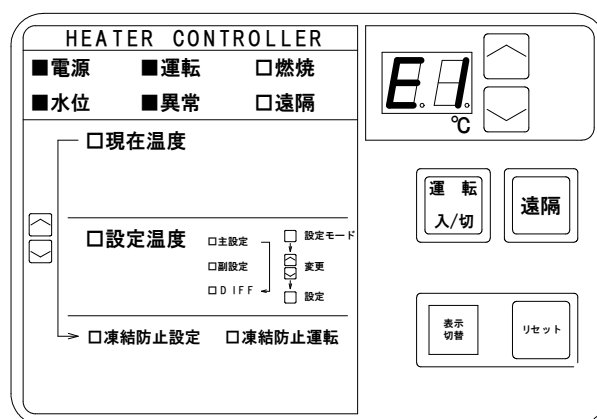 HEATER CONTROLLER
■電源 ■運転 □燃焼
■水位 ■異常 □遠隔
E1
℃
□現在温度
運 転
入/切
遠隔
□設定温度
□主設定
□副設定
□DIFF
設定モード
変更
設定
□凍結防止設定 □凍結防止運転
表示
切替
リセット